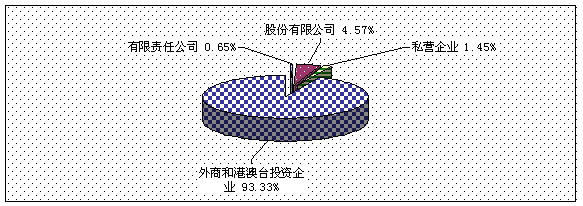 股份有限公司 4.57%
有限责任公司 0.65%
私营企业 1.45%
外商和港澳台投资企
业 93.33%